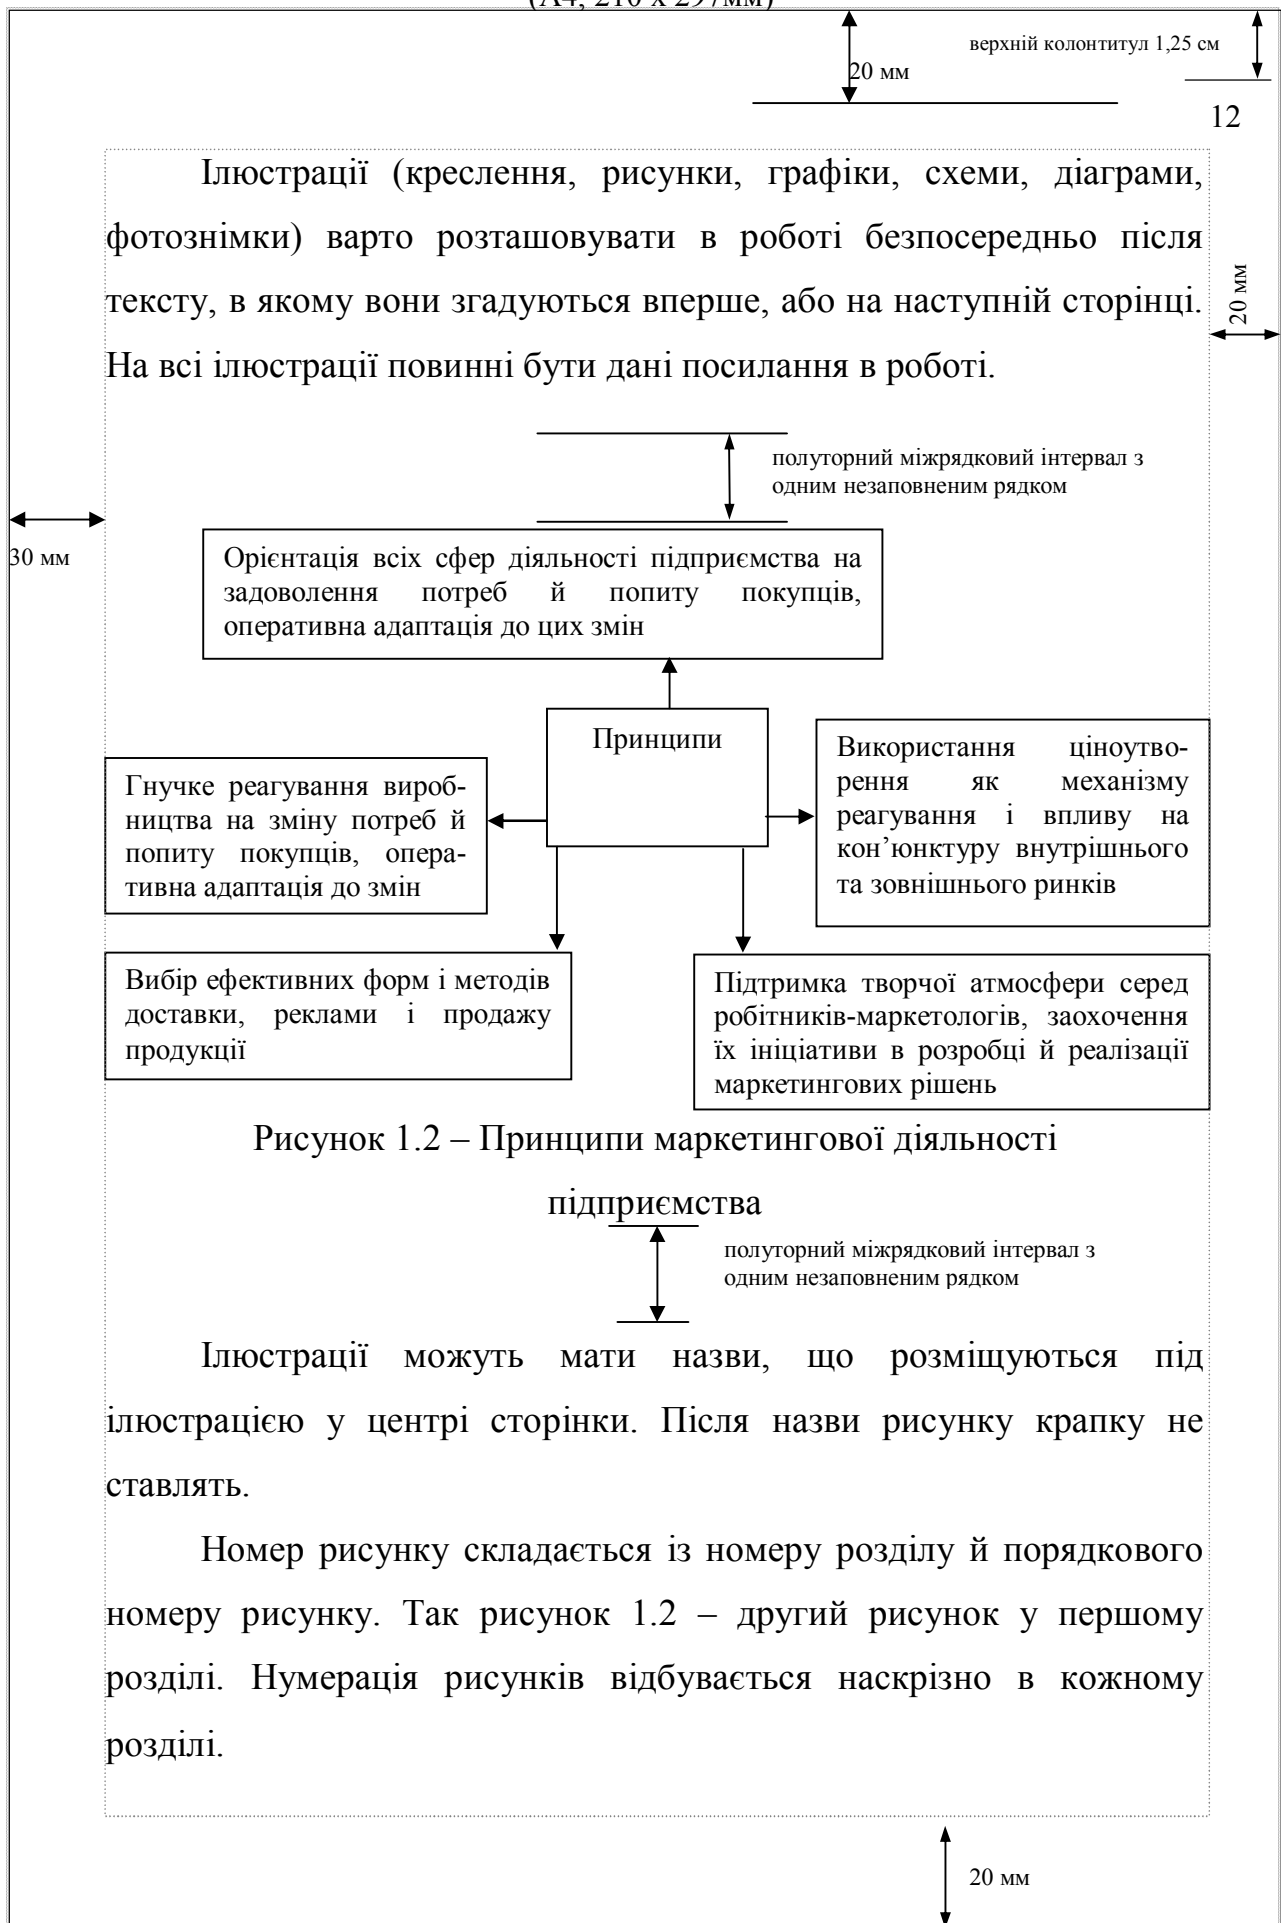 (А4, 210 х 297мм)
верхній колонтитул 1,25 см
20 мм
12
Ілюстрації (креслення, рисунки, графіки, схеми, діаграми,
фотознімки) варто розташовувати в роботі безпосередньо після
тексту, в якому вони згадуються вперше, або на наступній сторінці.
На всі ілюстрації повинні бути дані посилання в роботі.
20 мм
полуторний міжрядковий інтервал з
одним незаповненим рядком
30 мм
Орієнтація всіх сфер діяльності підприємства на
задоволення потреб й попиту покупців,
оперативна адаптація до цих змін
Принципи
Гнучке реагування вироб-
ництва на зміну потреб й
попиту покупців, опера-
тивна адаптація до змін
Використання ціноутво-
рення як механізму
реагування і впливу на
кон’юнктуру внутрішнього
та зовнішнього ринків
Вибір ефективних форм і методів
доставки, реклами і продажу
продукції
Підтримка творчої атмосфери серед
робітників-маркетологів, заохочення
їх ініціативи в розробці й реалізації
маркетингових рішень
Рисунок 1.2 – Принципи маркетингової діяльності
підприємства
полуторний міжрядковий інтервал з
одним незаповненим рядком
Ілюстрації можуть мати назви, що розміщуються під
ілюстрацією у центрі сторінки. Після назви рисунку крапку не
ставлять.
Номер рисунку складається із номеру розділу й порядкового
номеру рисунку. Так рисунок 1.2 – другий рисунок у першому
розділі. Нумерація рисунків відбувається наскрізно в кожному
розділі.
20 мм